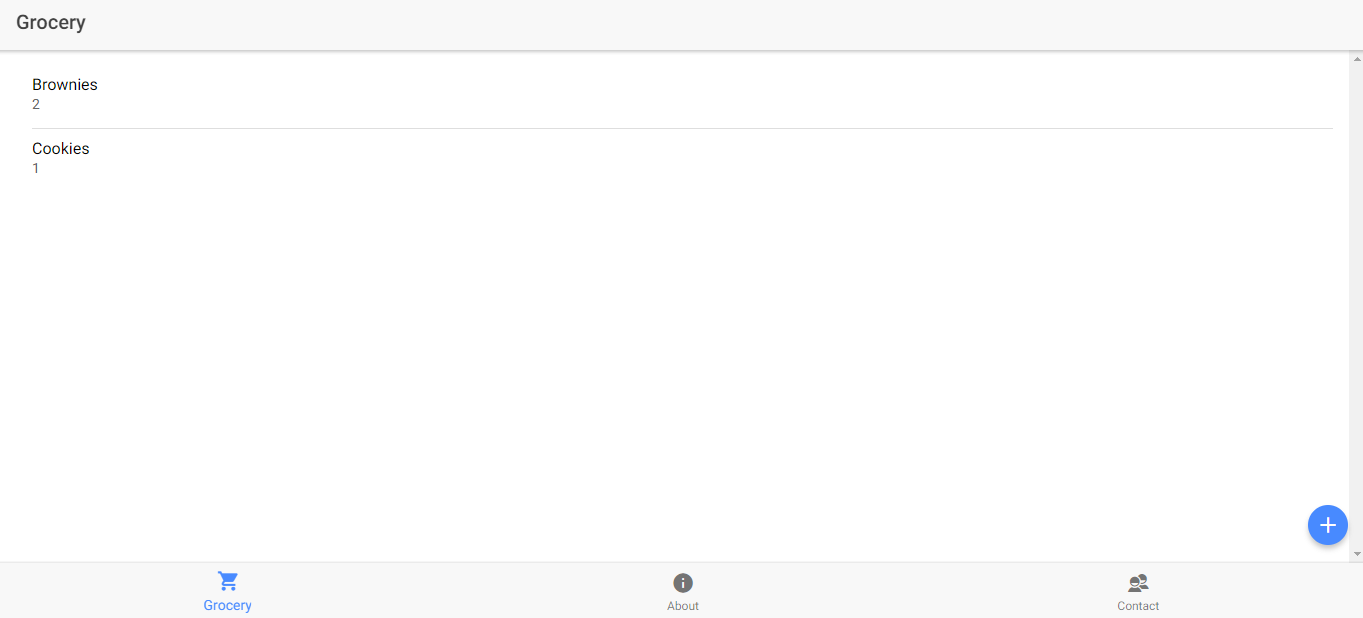 Grocery
Brownies
2
Cookies
1
Grocery
About
Contact